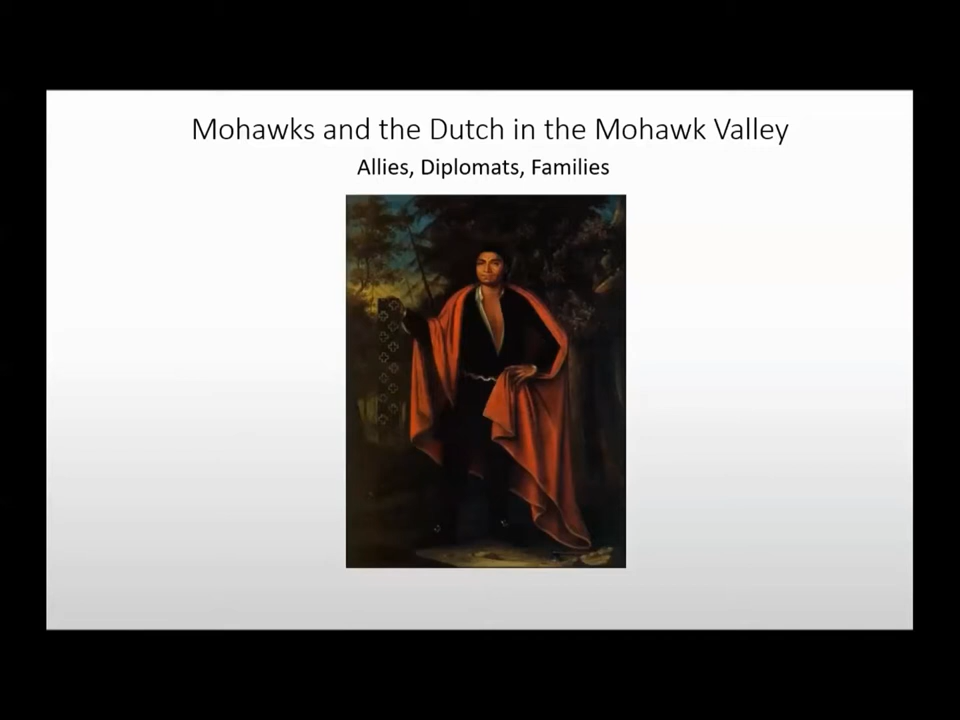 Mohawks and the Dutch in the Mohawk Valley
Allies, Diplomats, Families